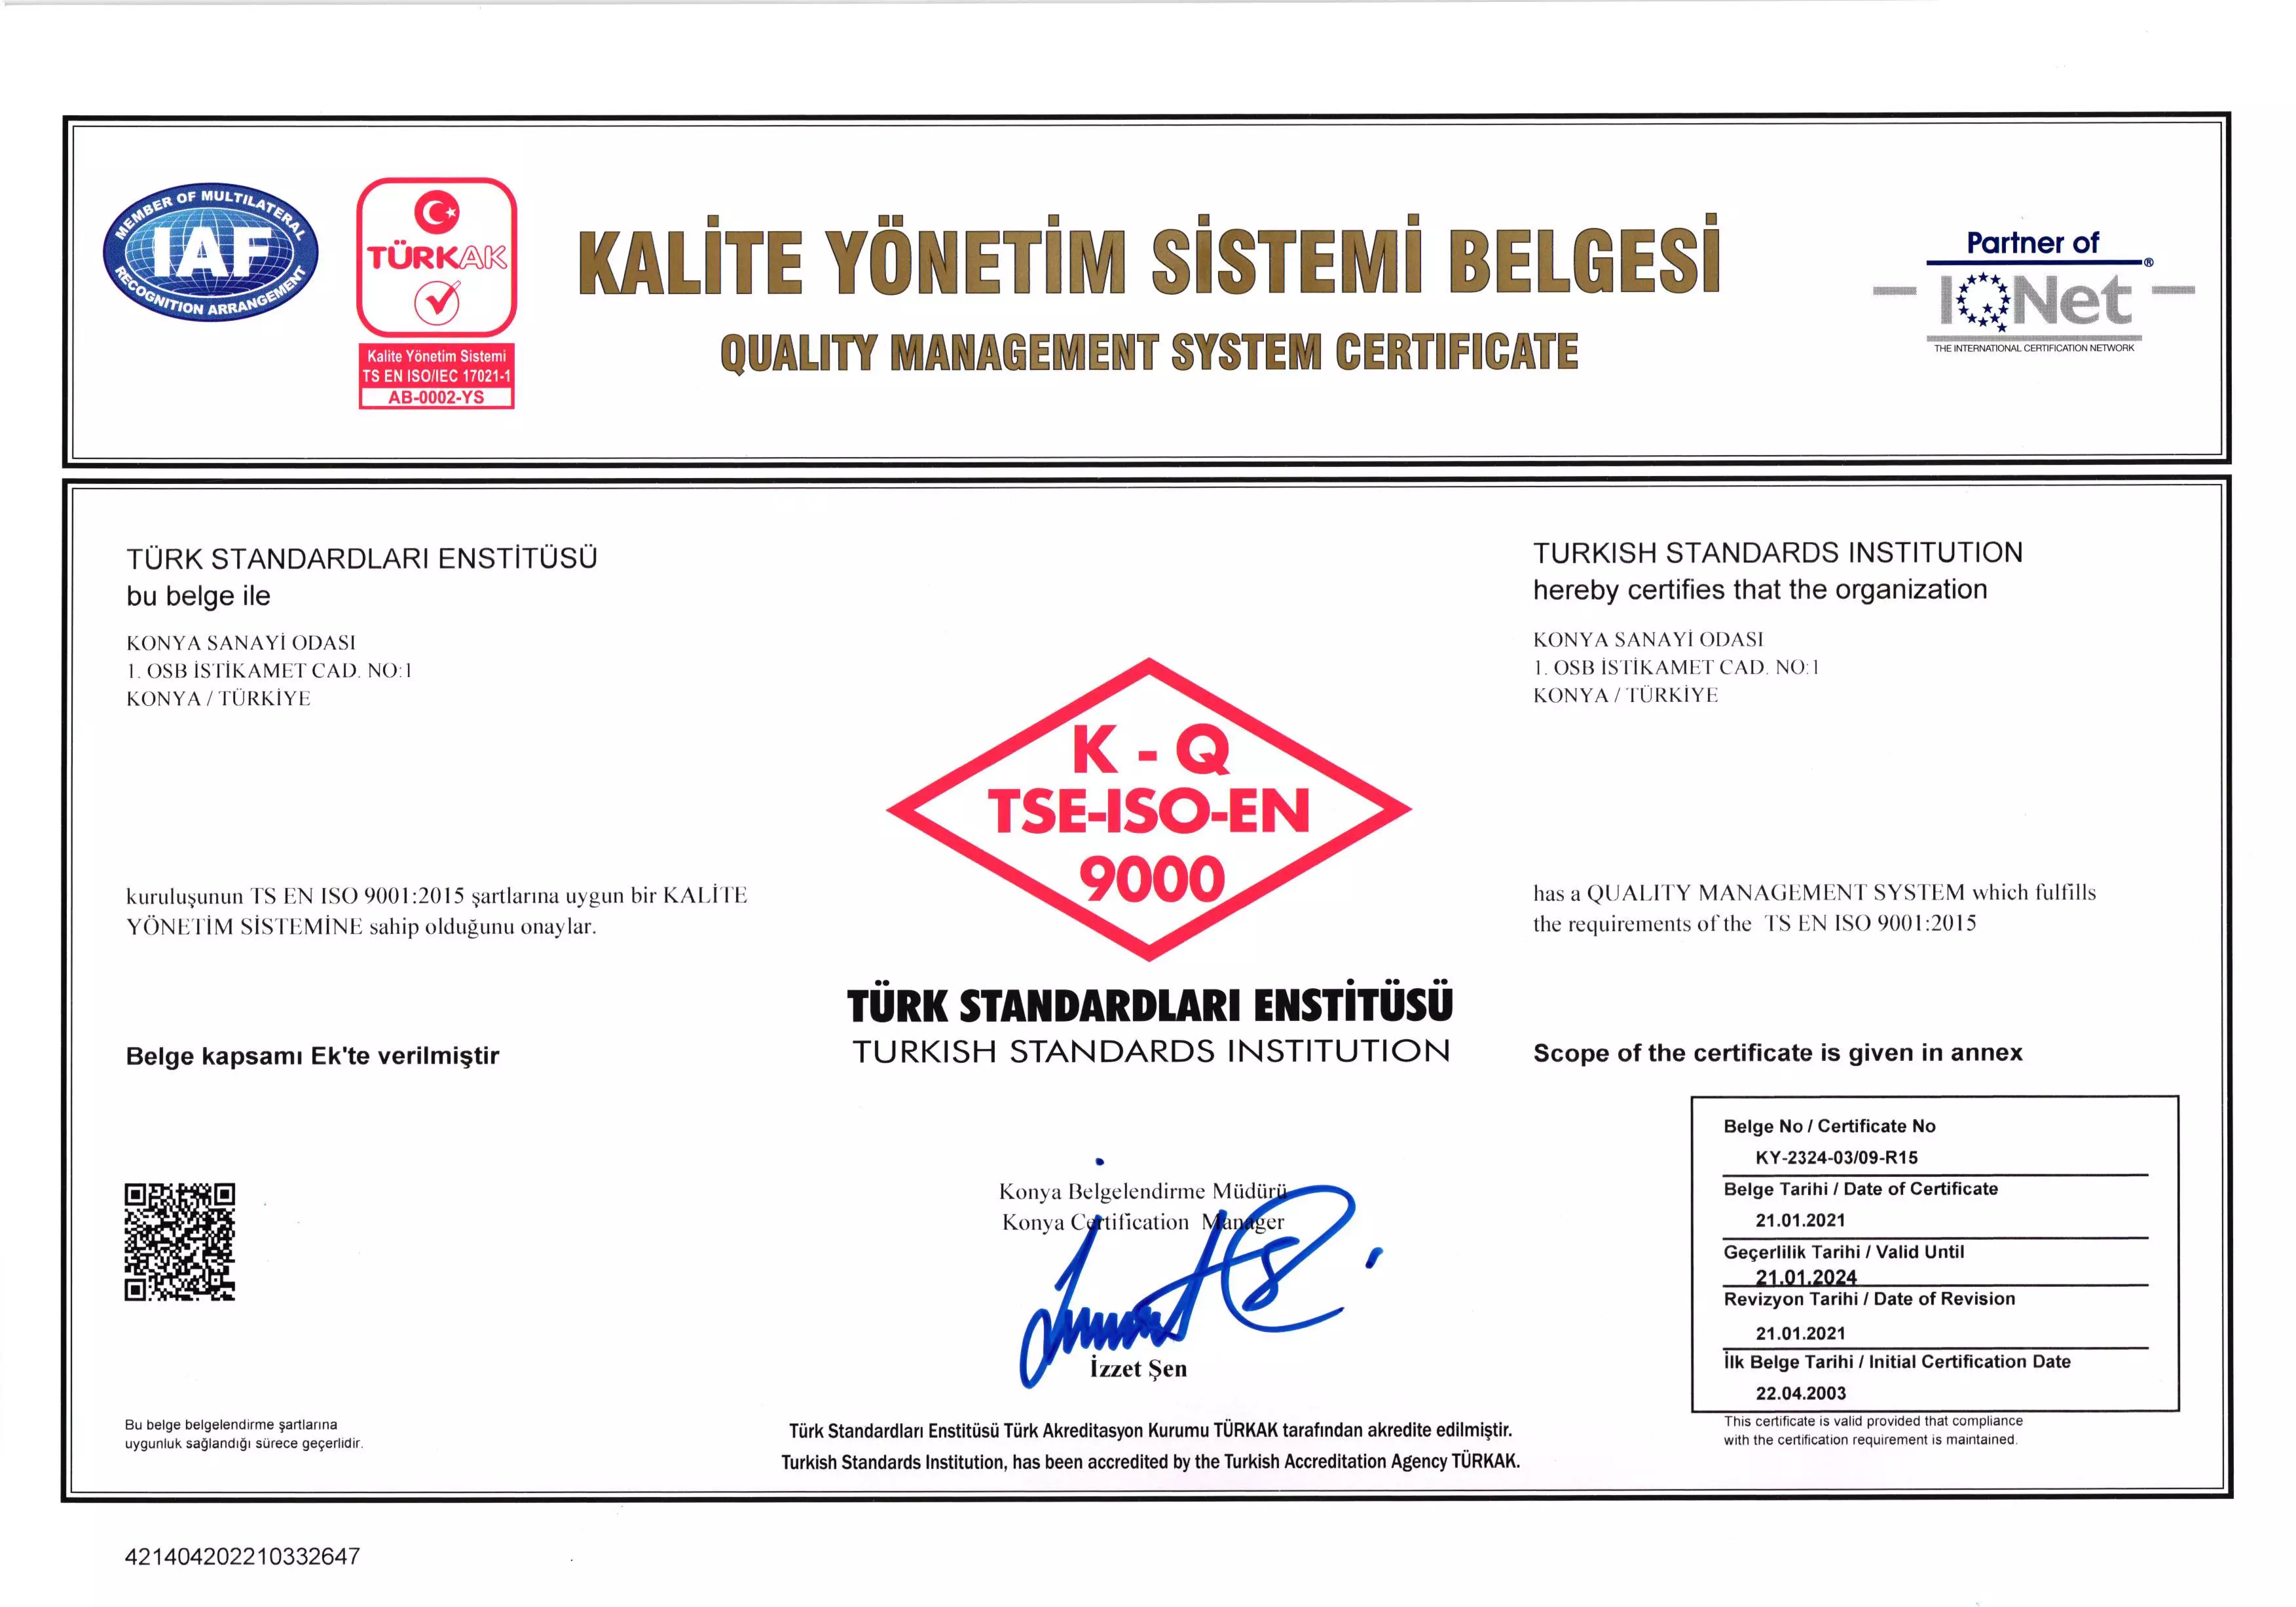 MEMBER OF MULTILATERAL
IAF
RECOGNITION ARRANGEMENT
TÜRKAK
Kalite Yönetim Sistemi
TS EN ISO/IEC 17021-1
AB-0002-YS
KALİTE YÖNETİM SİSTEMİ BELGESİ
QUALITY MANAGEMENT SYSTEM CERTIFICATE
Partner of
IQNet ®
THE INTERNATIONAL CERTIFICATION NETWORK
TÜRK STANDARDLARI ENSTİTÜSÜ
bu belge ile
KONYA SANAYİ ODASI
1. OSB İSTİKAMET CAD. NO:1
KONYA / TÜRKİYE
kuruluşunun TS EN ISO 9001:2015 şartlarına uygun bir KALİTE
YÖNETİM SİSTEMİNE sahip olduğunu onaylar.
Belge kapsamı Ek'te verilmiştir
Bu belge belgelendirme şartlarına
uygunluk sağlandığı sürece geçerlidir.
K - Q
TSE-ISO-EN
9000
TÜRK STANDARDLARI ENSTİTÜSÜ
TURKISH STANDARDS INSTITUTION
Konya Belgelendirme Müdürü
Konya Certification Manager
İzzet Şen
Türk Standardları Enstitüsü Türk Akreditasyon Kurumu TÜRKAK tarafından akredite edilmiştir.
Turkish Standards Institution, has been accredited by the Turkish Accreditation Agency TÜRKAK.
TURKISH STANDARDS INSTITUTION
hereby certifies that the organization
KONYA SANAYİ ODASI
1. OSB İSTİKAMET CAD. NO:1
KONYA / TÜRKİYE
has a QUALITY MANAGEMENT SYSTEM which fulfills
the requirements of the TS EN ISO 9001:2015
Scope of the certificate is given in annex
Belge No / Certificate No
KY-2324-03/09-R15
Belge Tarihi / Date of Certificate
21.01.2021
Geçerlilik Tarihi / Valid Until
21.01.2024
Revizyon Tarihi / Date of Revision
21.01.2021
İlk Belge Tarihi / Initial Certification Date
22.04.2003
This certificate is valid provided that compliance
with the certification requirement is maintained.
421404202210332647